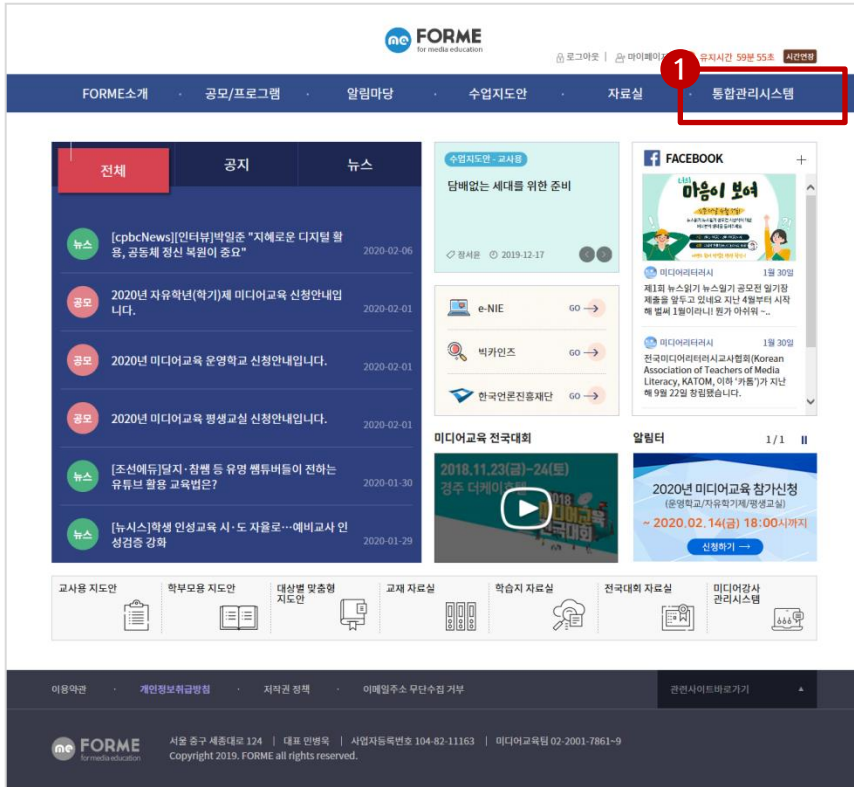 me FORME
for media education
로그아웃 | 마이페이지 유지시간 59분 55초 시간연장
1
FORME소개 · 공모/프로그램 · 알림마당 · 수업지도안 · 자료실 · 통합관리시스템
전체 공지 뉴스
뉴스 [cpbcNews][인터뷰]박일준 "지혜로운 디지털 활
용, 공동체 정신 복원이 중요" 2020-02-06
공모 2020년 자유학년(학기)제 미디어교육 신청안내입
니다. 2020-02-01
공모 2020년 미디어교육 운영학교 신청안내입니다. 2020-02-01
공모 2020년 미디어교육 평생교실 신청안내입니다. 2020-02-01
뉴스 [조선에듀]달지·참쌤 등 유명 쌤튜버들이 전하는
유튜브 활용 교육법은? 2020-01-30
뉴스 [뉴시스]학생 인성교육 시·도 자율로…예비교사 인
성검증 강화 2020-01-29
수업지도안 - 교사용
담배없는 세대를 위한 준비
장서윤 2019-12-17
e-NIE GO
빅카인즈 GO
한국언론진흥재단 GO
FACEBOOK +
너의
마음이 보여
미디어리터러시 1월 30일
제1회 뉴스읽기 뉴스일기 공모전 일기장
제출을 앞두고 있네요 지난 4월부터 시작
해 벌써 1월이라니! 뭔가 아쉬워 ~..
미디어리터러시 1월 30일
전국미디어리터러시교사협회(Korean
Association of Teachers of Media
Literacy, KATOM, 이하 '카톰')가 지난
해 9월 22일 창립됐습니다.
미디어교육 전국대회
2018.11.23(금)-24(토)
경주 더케이호텔
2018
미디어교육
전국대회
알림터 1/1
2020년 미디어교육 참가신청
(운영학교/자유학기제/평생교실)
~ 2020.02.14(금) 18:00시까지
신청하기 →
교사용 지도안
학부모용 지도안
대상별 맞춤형
지도안
교재 자료실
학습지 자료실
전국대회 자료실
미디어강사
관리시스템
이용약관 · 개인정보취급방침 · 저작권 정책 · 이메일주소 무단수집 거부
관련사이트바로가기
me FORME
for media education
서울 중구 세종대로 124 | 대표 민병욱 | 사업자등록번호 104-82-11163 | 미디어교육팀 02-2001-7861~9
Copyright 2019. FORME all rights reserved.